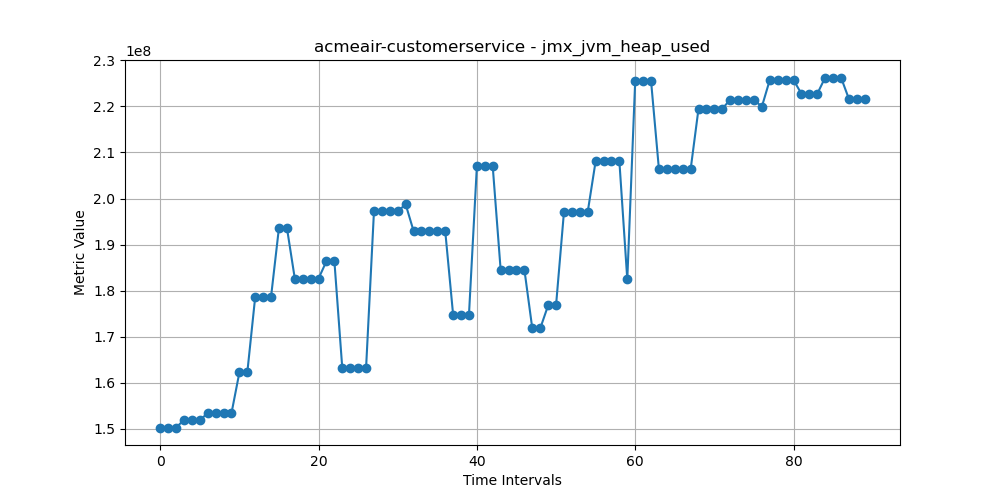 acmeair-customerservice - jmx_jvm_heap_used
1e8
2.3
2.2
2.1
2.0
1.9
1.8
1.7
1.6
1.5
Metric Value
0 20 40 60 80
Time Intervals